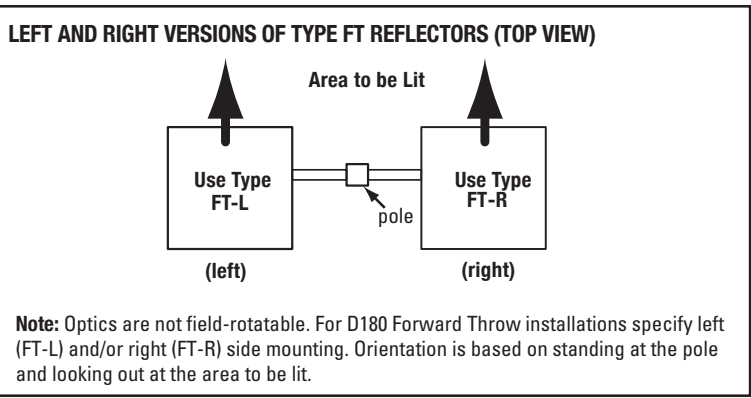 LEFT AND RIGHT VERSIONS OF TYPE FT REFLECTORS (TOP VIEW)
Area to be Lit
Use Type
FT-L
Use Type
FT-R
pole
(left)
(right)
Note: Optics are not field-rotatable. For D180 Forward Throw installations specify left
(FT-L) and/or right (FT-R) side mounting. Orientation is based on standing at the pole
and looking out at the area to be lit.